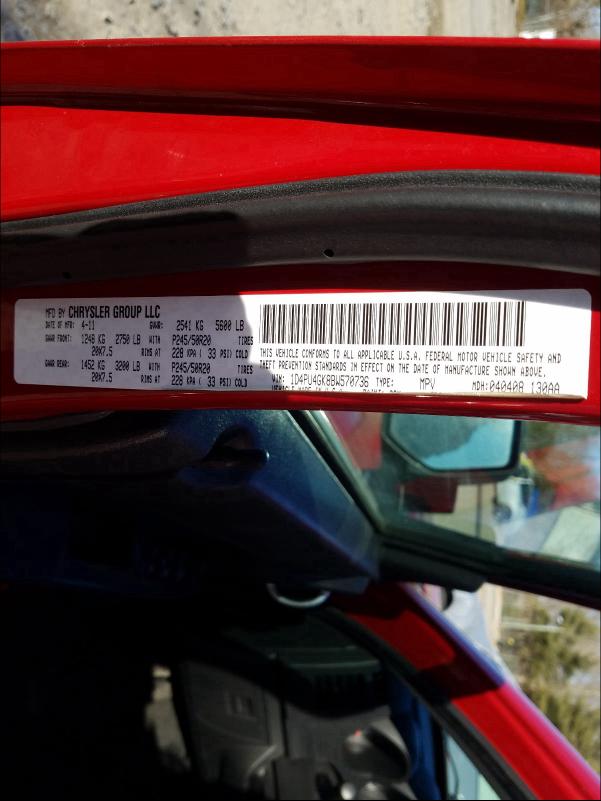 MFD BY CHRYSLER GROUP LLC
DATE OF MFD: 4-11 GVWR: 2541 KG 5600 LB
GAWR FRONT: 1248 KG 2750 LB WITH P245/50R20 TIRES
20X7.5 RIMS AT 228 KPA ( 33 PSI) COLD
GAWR REAR: 1452 KG 3200 LB WITH P245/50R20 TIRES
20X7.5 RIMS AT 228 KPA ( 33 PSI) COLD
THIS VEHICLE CONFORMS TO ALL APPLICABLE U.S.A. FEDERAL MOTOR VEHICLE SAFETY AND
THEFT PREVENTION STANDARDS IN EFFECT ON THE DATE OF MANUFACTURE SHOWN ABOVE.
VIN: 1D4PU4GK8BW570736 TYPE: MPV MDH: 040408 130AA